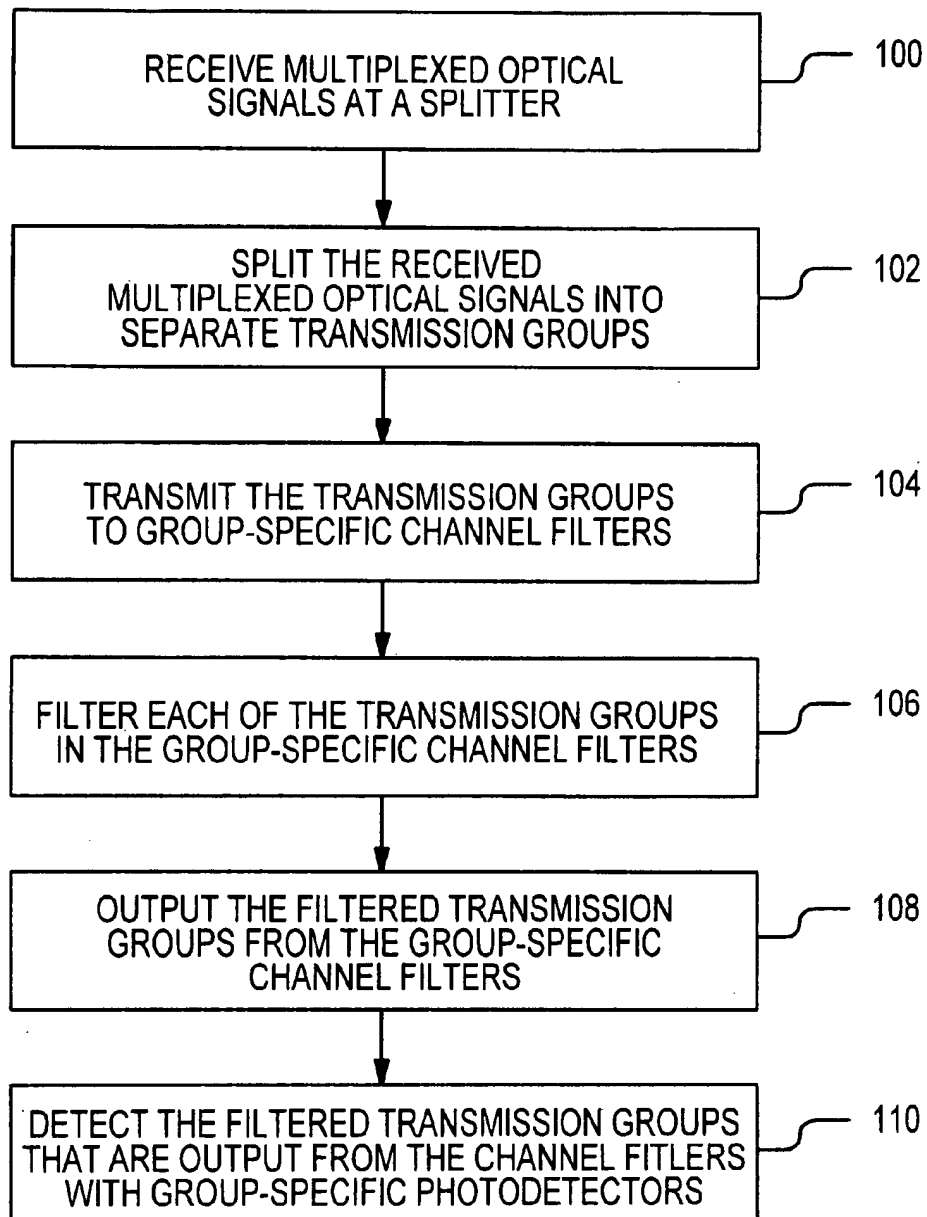 RECEIVE MULTIPLEXED OPTICAL
SIGNALS AT A SPLITTER
100
SPLIT THE RECEIVED
MULTIPLEXED OPTICAL SIGNALS INTO
SEPARATE TRANSMISSION GROUPS
102
TRANSMIT THE TRANSMISSION GROUPS
TO GROUP-SPECIFIC CHANNEL FILTERS
104
FILTER EACH OF THE TRANSMISSION GROUPS
IN THE GROUP-SPECIFIC CHANNEL FILTERS
106
OUTPUT THE FILTERED TRANSMISSION
GROUPS FROM THE GROUP-SPECIFIC
CHANNEL FILTERS
108
DETECT THE FILTERED TRANSMISSION GROUPS
THAT ARE OUTPUT FROM THE CHANNEL FITLERS
WITH GROUP-SPECIFIC PHOTODETECTORS
110